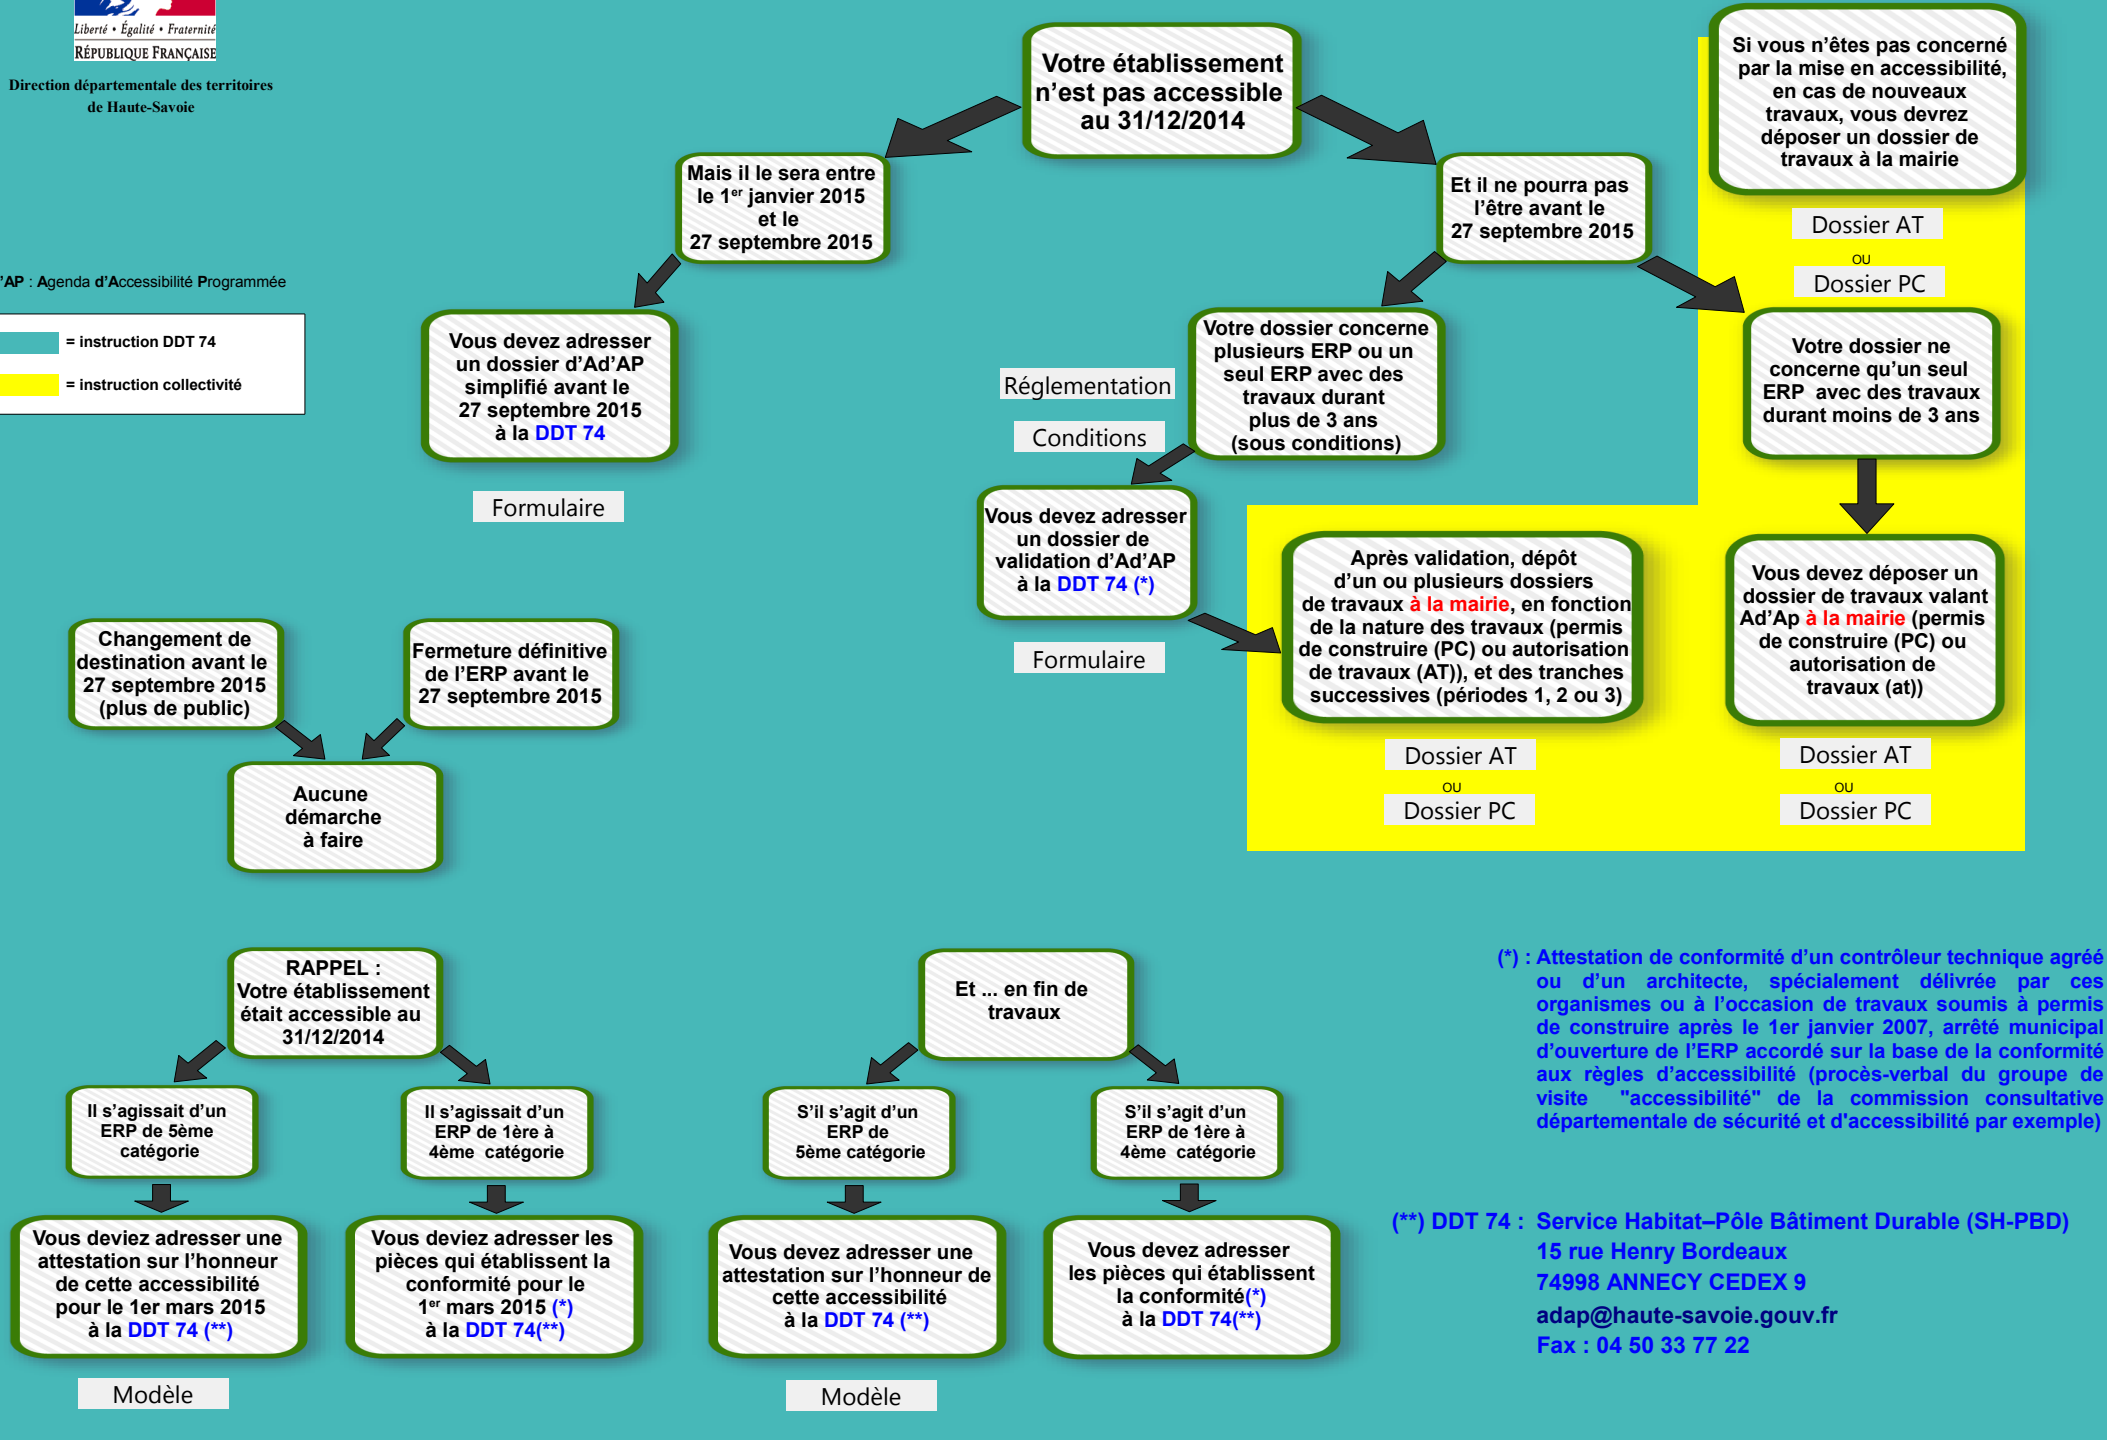 Liberté • Égalité • Fraternité
RÉPUBLIQUE FRANÇAISE
Direction départementale des territoires
de Haute-Savoie
'AP : Agenda d'Accessibilité Programmée
= instruction DDT 74
= instruction collectivité
Votre établissement
n'est pas accessible
au 31/12/2014
Mais il le sera entre
le 1er janvier 2015
et le
27 septembre 2015
Et il ne pourra pas
l'être avant le
27 septembre 2015
Si vous n'êtes pas concerné
par la mise en accessibilité,
en cas de nouveaux
travaux, vous devrez
déposer un dossier de
travaux à la mairie
Dossier AT
OU
Dossier PC
Vous devez adresser
un dossier d'Ad'AP
simplifié avant le
27 septembre 2015
à la DDT 74
Formulaire
Votre dossier concerne
plusieurs ERP ou un
seul ERP avec des
travaux durant
plus de 3 ans
(sous conditions)
Réglementation
Conditions
Votre dossier ne
concerne qu'un seul
ERP avec des travaux
durant moins de 3 ans
Vous devez adresser
un dossier de
validation d'Ad'AP
à la DDT 74 (*)
Formulaire
Après validation, dépôt
d'un ou plusieurs dossiers
de travaux à la mairie, en fonction
de la nature des travaux (permis
de construire (PC) ou autorisation
de travaux (AT)), et des tranches
successives (périodes 1, 2 ou 3)
Dossier AT
OU
Dossier PC
Vous devez déposer un
dossier de travaux valant
Ad'Ap à la mairie (permis
de construire (PC) ou
autorisation de
travaux (at))
Dossier AT
OU
Dossier PC
Changement de
destination avant le
27 septembre 2015
(plus de public)
Fermeture définitive
de l'ERP avant le
27 septembre 2015
Aucune
démarche
à faire
RAPPEL :
Votre établissement
était accessible au
31/12/2014
Il s'agissait d'un
ERP de 5ème
catégorie
Il s'agissait d'un
ERP de 1ère à
4ème catégorie
Vous deviez adresser une
attestation sur l'honneur
de cette accessibilité
pour le 1er mars 2015
à la DDT 74 (**)
Modèle
Vous deviez adresser les
pièces qui établissent la
conformité pour le
1er mars 2015 (*)
à la DDT 74(**)
Et ... en fin de
travaux
S'il s'agit d'un
ERP de
5ème catégorie
S'il s'agit d'un
ERP de 1ère à
4ème catégorie
Vous devez adresser une
attestation sur l'honneur de
cette accessibilité
à la DDT 74 (**)
Modèle
Vous devez adresser
les pièces qui établissent
la conformité(*)
à la DDT 74(**)
(*) : Attestation de conformité d'un contrôleur technique agréé
ou d'un architecte, spécialement délivrée par ces
organismes ou à l'occasion de travaux soumis à permis
de construire après le 1er janvier 2007, arrêté municipal
d'ouverture de l'ERP accordé sur la base de la conformité
aux règles d'accessibilité (procès-verbal du groupe de
visite "accessibilité" de la commission consultative
départementale de sécurité et d'accessibilité par exemple)
(**) DDT 74 : Service Habitat–Pôle Bâtiment Durable (SH-PBD)
15 rue Henry Bordeaux
74998 ANNECY CEDEX 9
adap@haute-savoie.gouv.fr
Fax : 04 50 33 77 22